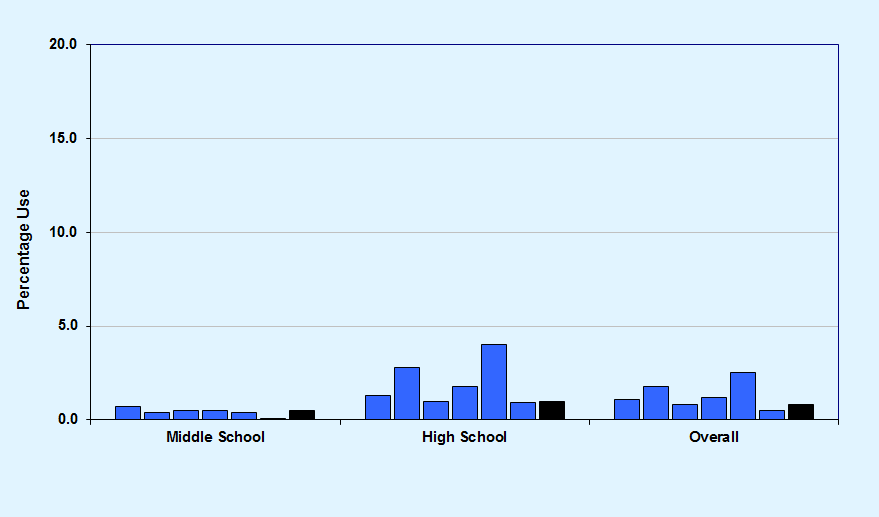 20.0
15.0
10.0
5.0
0.0
Percentage Use
Middle School
High School
Overall